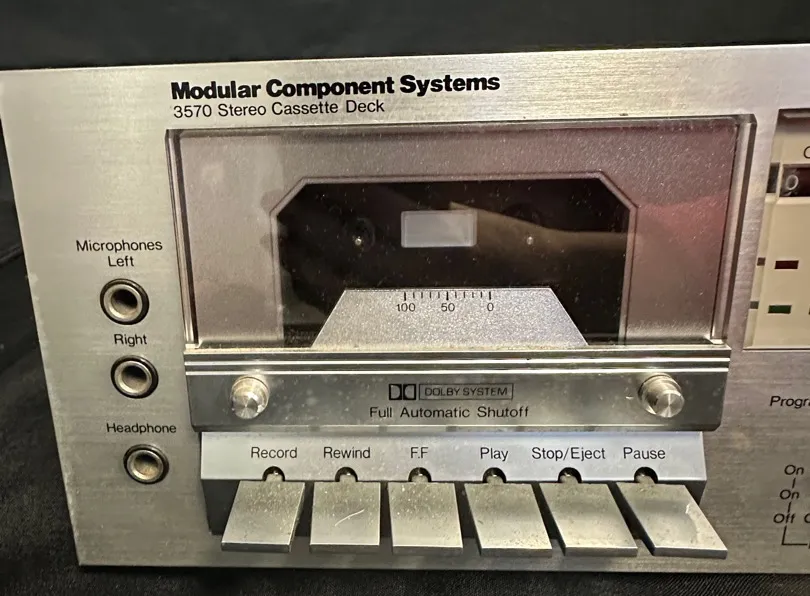 Modular Component Systems
3570 Stereo Cassette Deck
Microphones
Left
Right
Headphone
100 50 0
DOLBY SYSTEM
Full Automatic Shutoff
Record Rewind F.F Play Stop/Eject Pause
0
On
On
Off